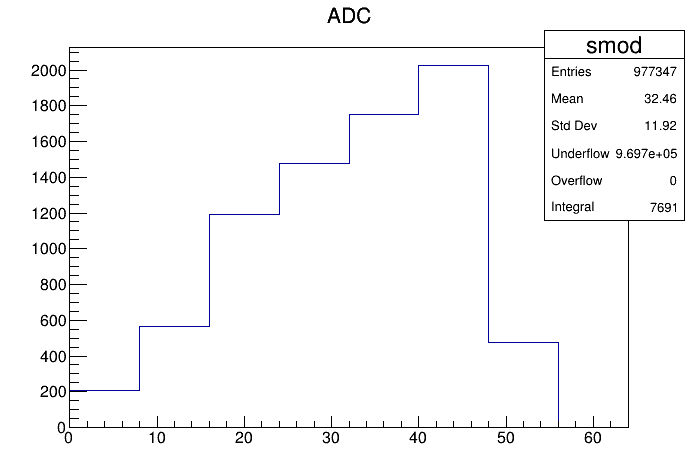 ADC
smod
Entries 977347
Mean 32.46
Std Dev 11.92
Underflow 9.697e+05
Overflow 0
Integral 7691
2000
1800
1600
1400
1200
1000
800
600
400
200
0
0 10 20 30 40 50 60